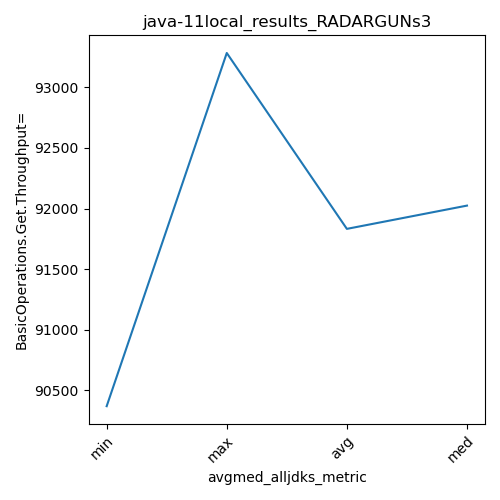 java-11local_results_RADARGUNs3
BasicOperations.Get.Throughput=
93000
92500
92000
91500
91000
90500
min
max
avg
med
avgmed_alljdks_metric